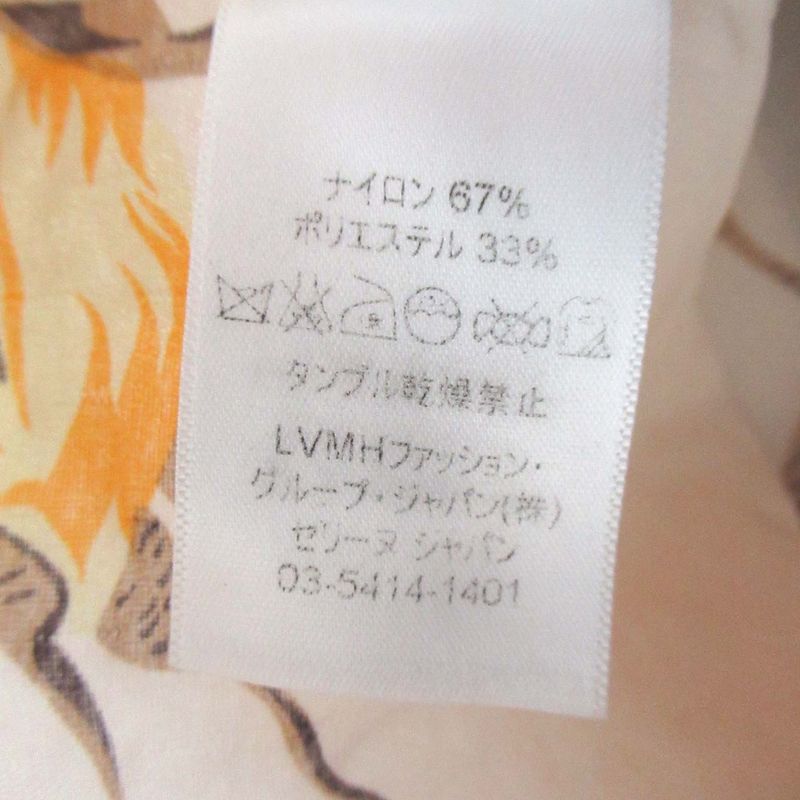 ナイロン 67%
ポリエステル 33%
タンブル乾燥禁止
LVMHファッション・
グループ・ジャパン(株)
セリーヌ ジャパン
03-5414-1401